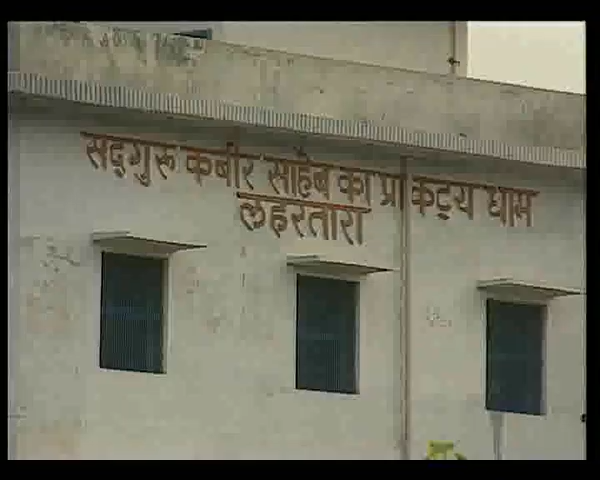 सद्गुरु कबीर साहेब का प्राकट्य धाम
लहरतारा